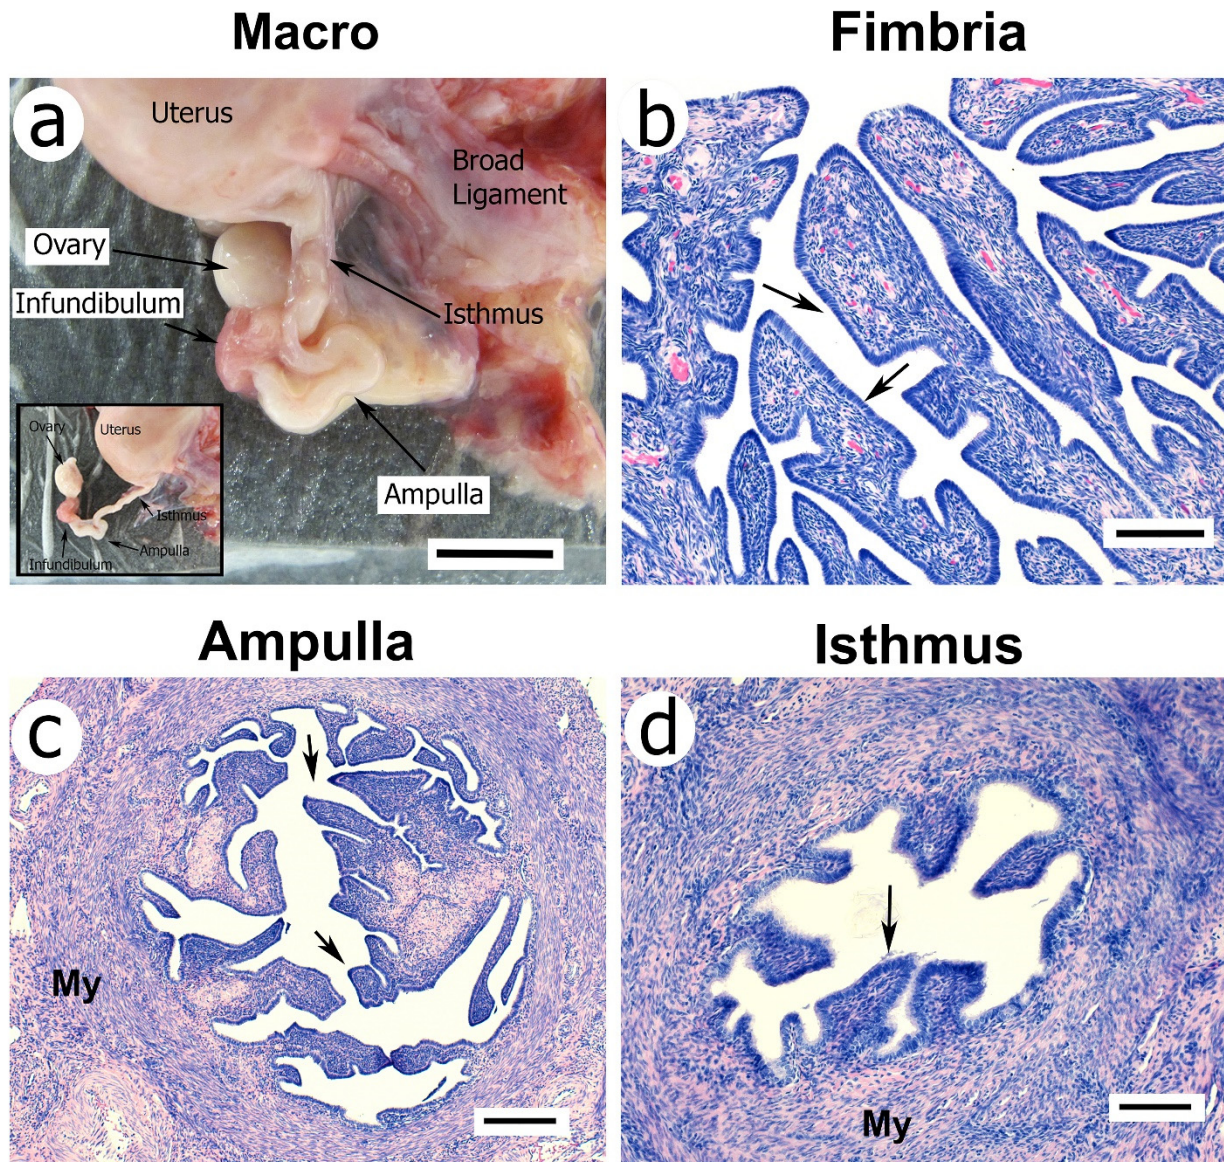 Macro
Fimbria
a
Uterus
Broad
Ligament
Ovary
Infundibulum
Isthmus
Ampulla
Ovary
Uterus
Isthmus
Ampulla
Infundibulum
b
Ampulla
Isthmus
c
My
d
My